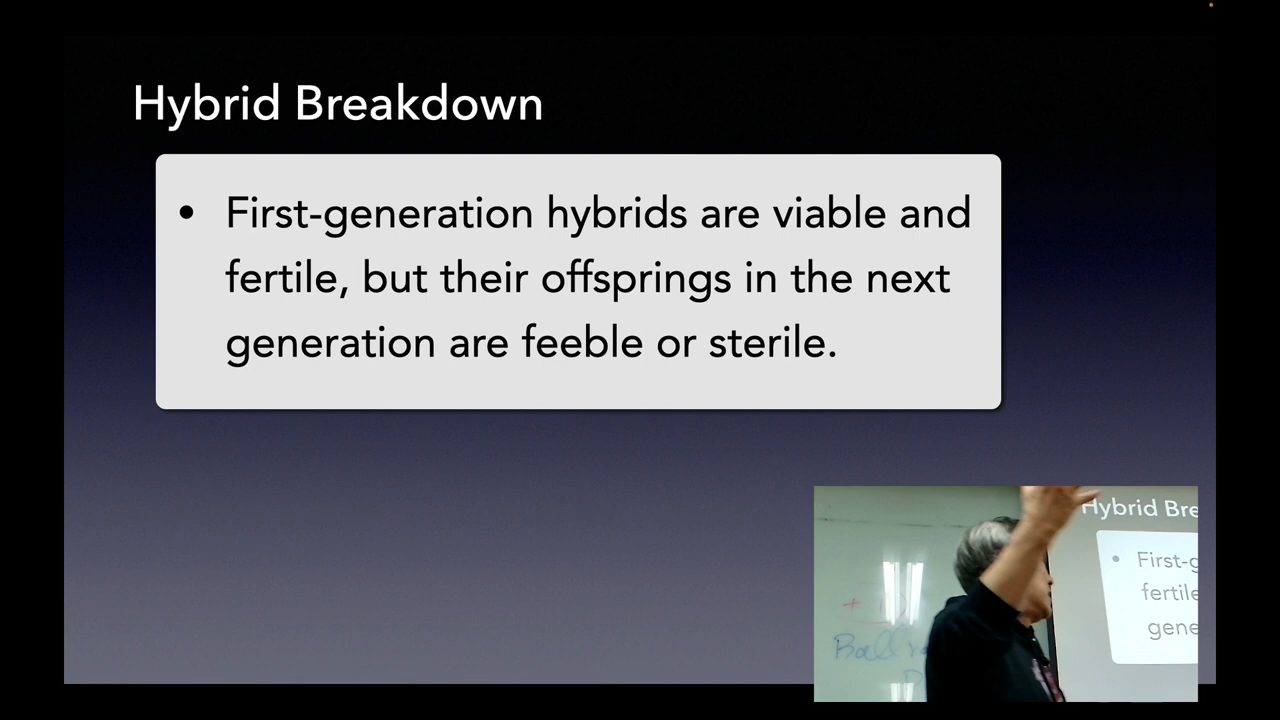 Hybrid Breakdown
• First-generation hybrids are viable and
fertile, but their offsprings in the next
generation are feeble or sterile.
Hybrid Bre
• First-g
fertile
gene
+